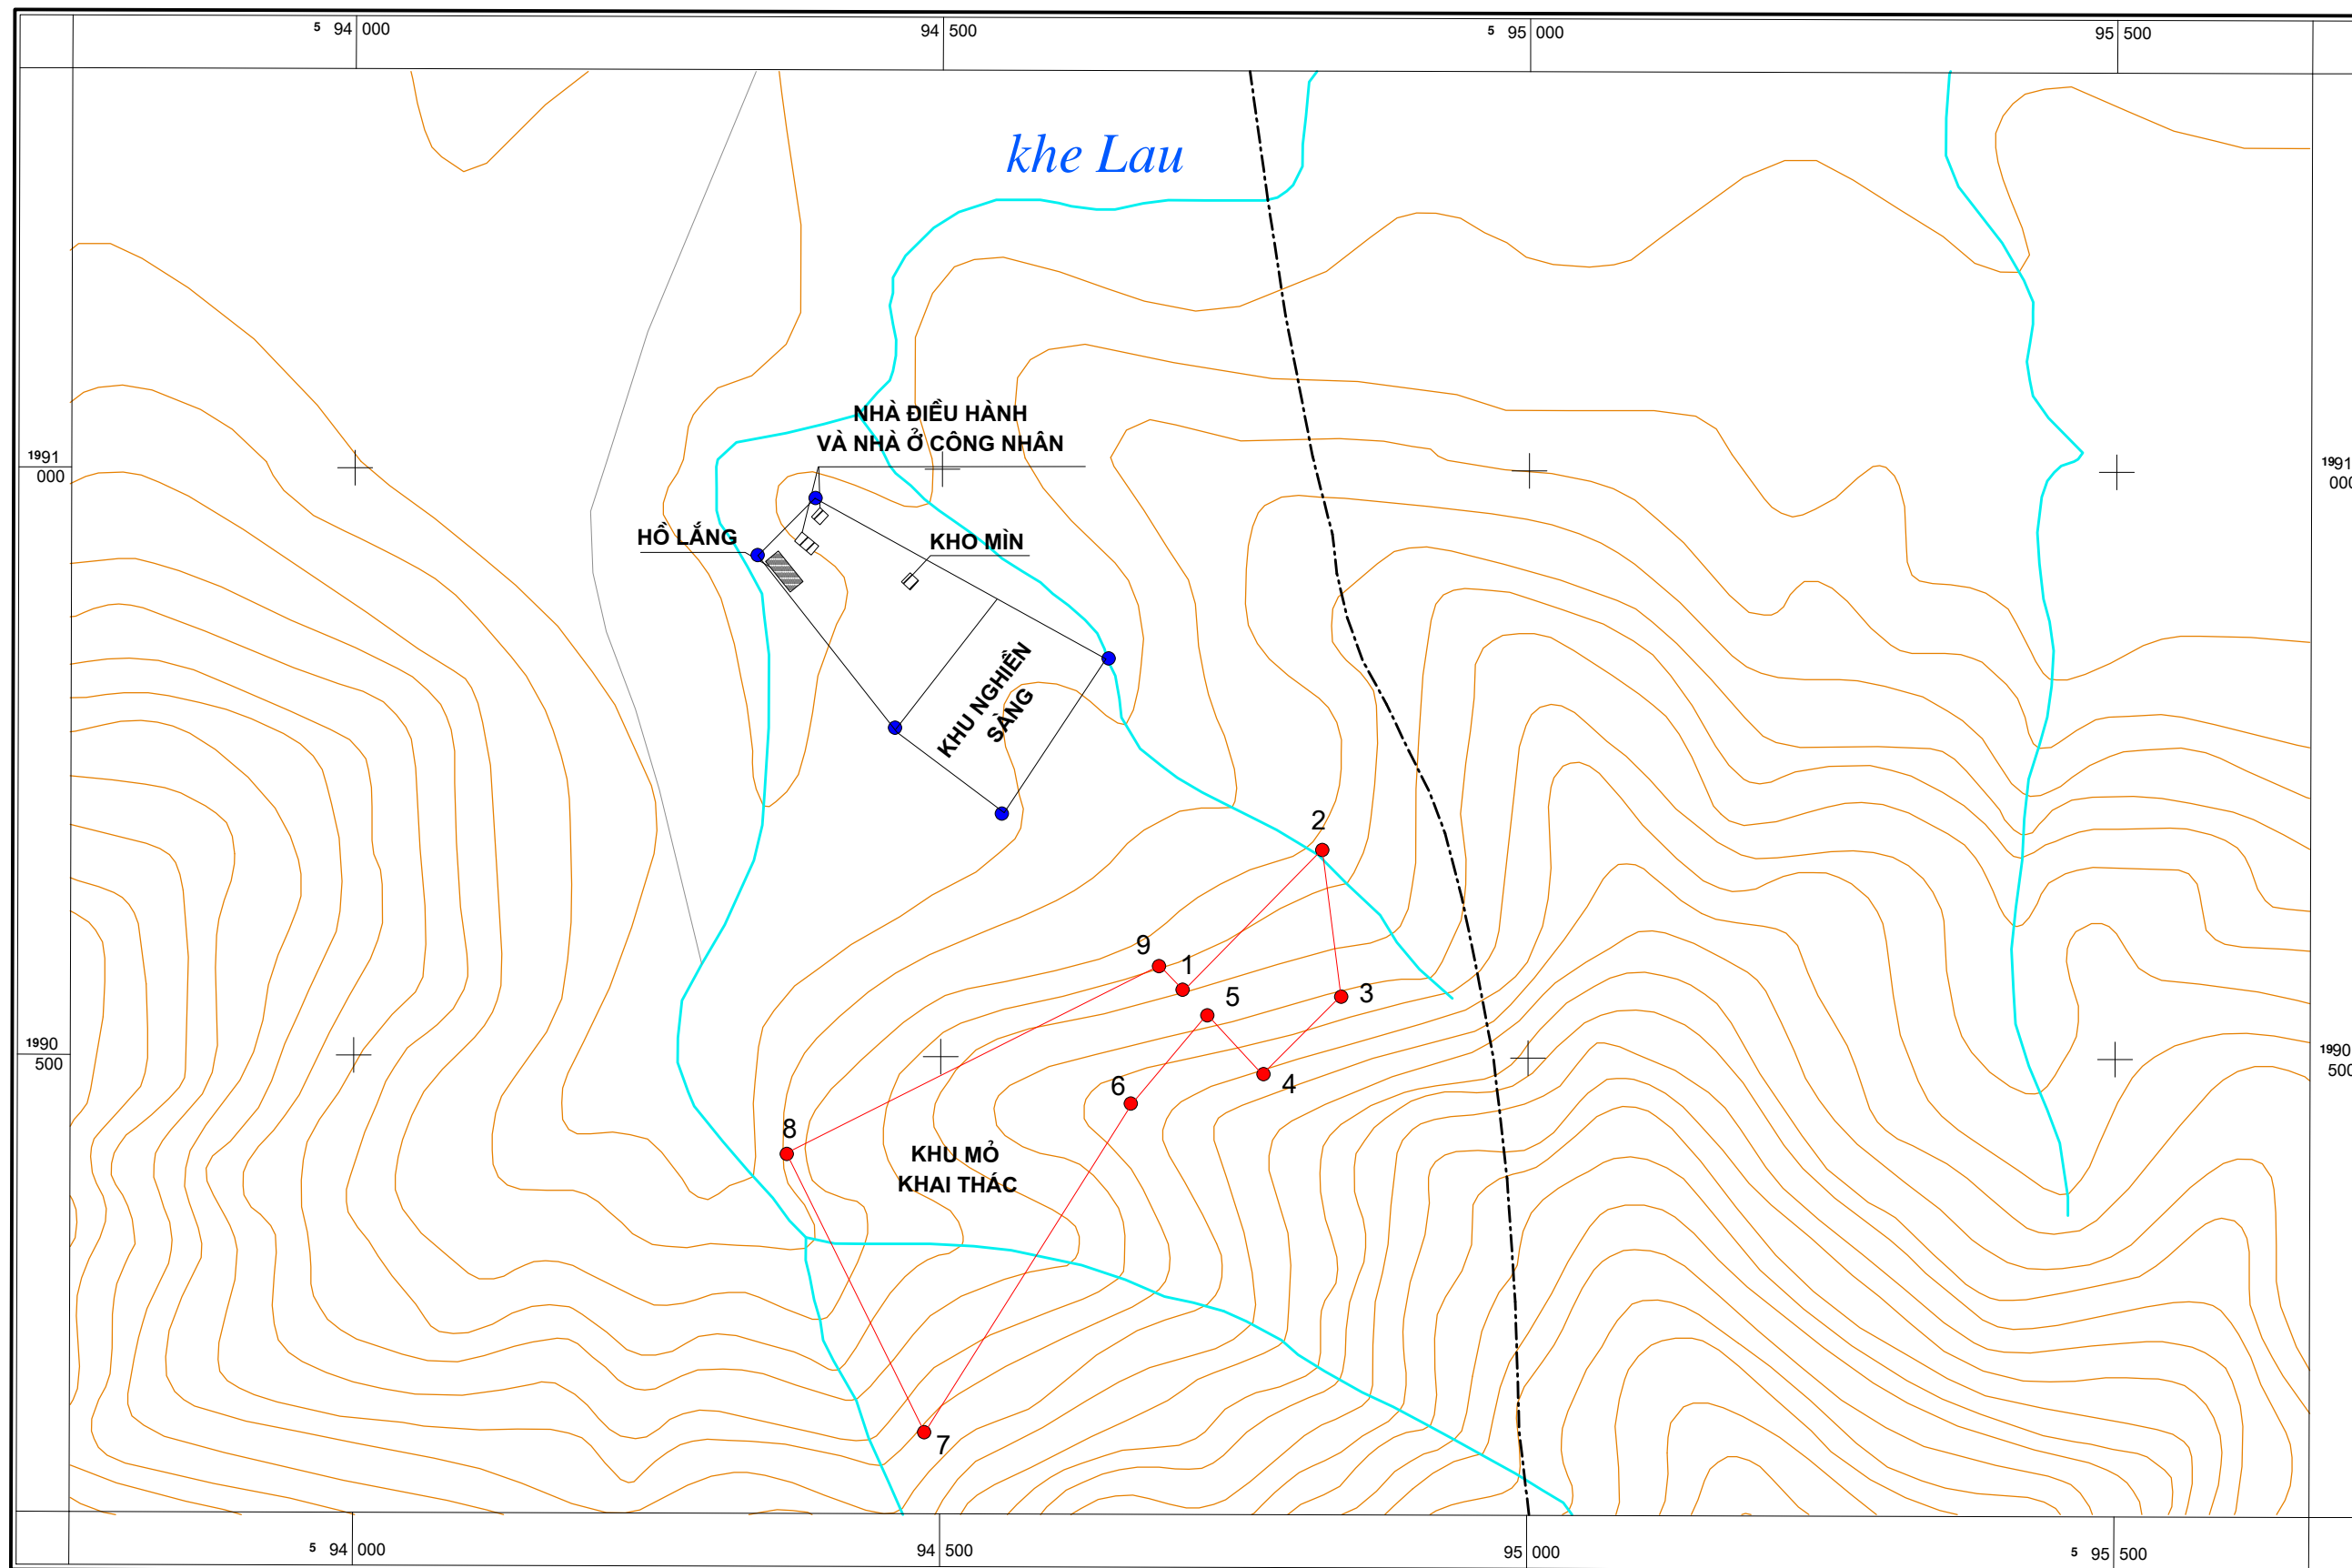 5 94 000
94 500
5 95 000
95 500
khe Lau
NHÀ ĐIỀU HÀNH
VÀ NHÀ Ở CÔNG NHÂN
1991
000
1991
000
HỒ LẮNG
KHO MÌN
KHU NGHIỀN
SÀNG
2
9
1
5
3
1990
500
1990
500
4
6
8
KHU MỎ
KHAI THÁC
7
5 94 000
94 500
95 000
5 95 500